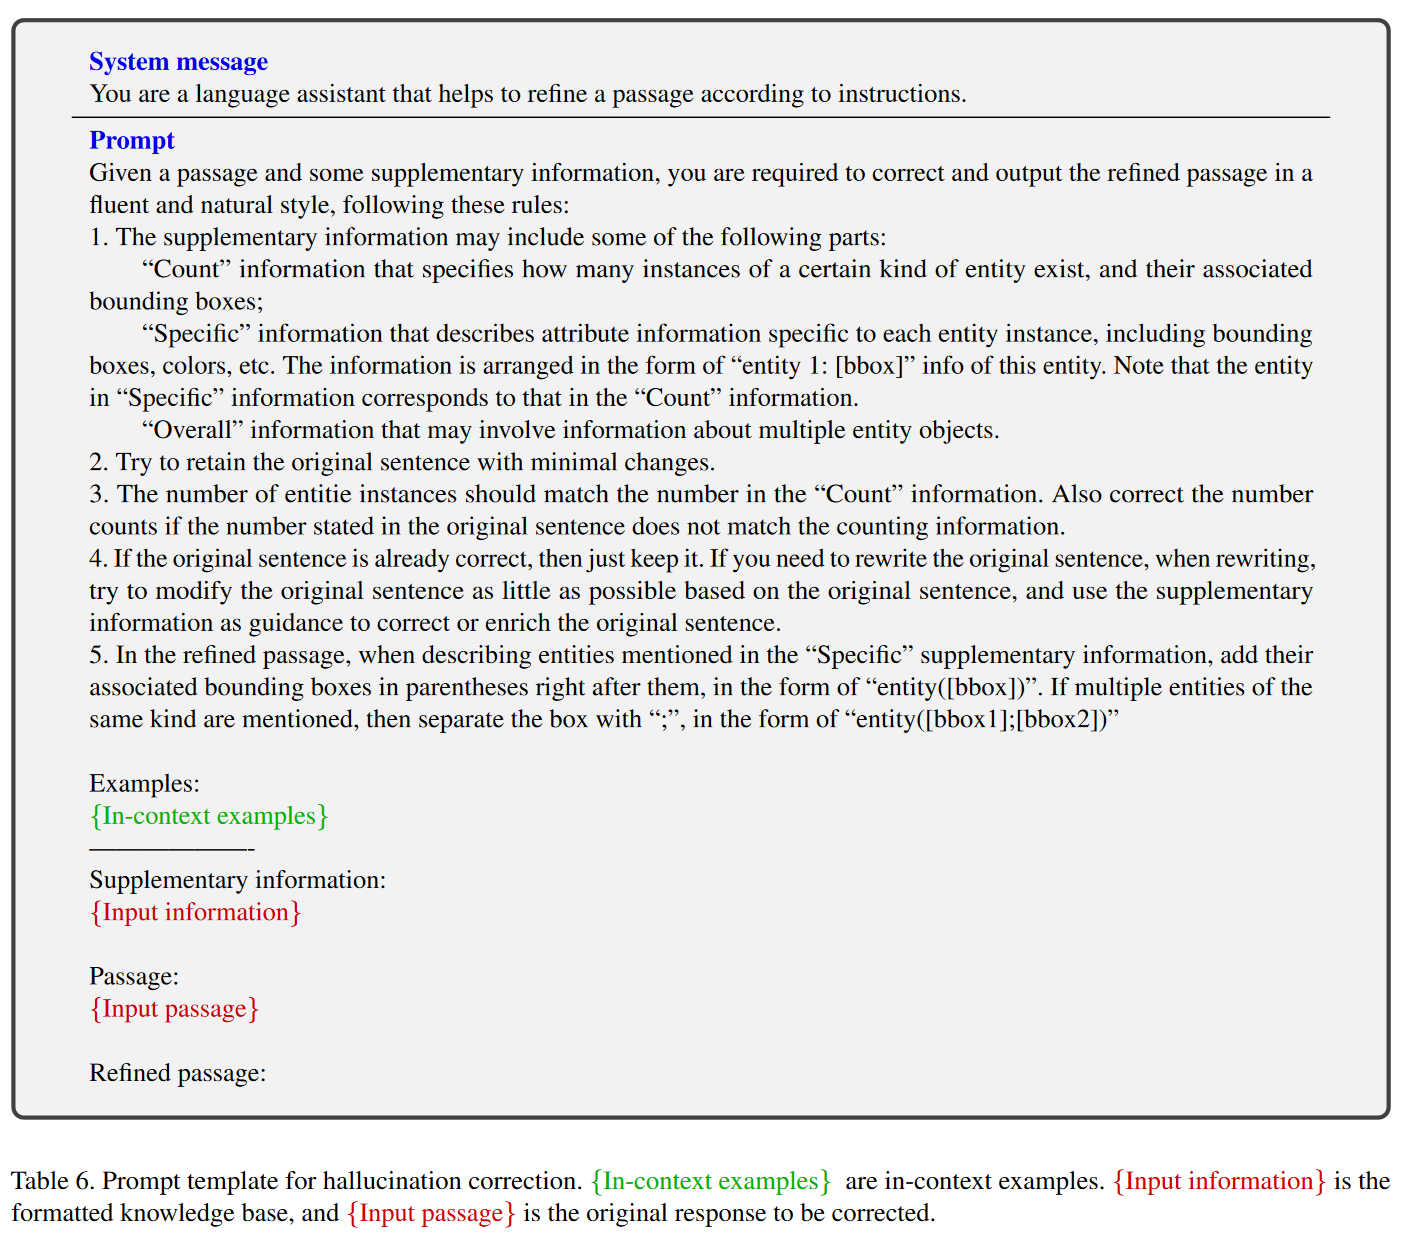 System message
You are a language assistant that helps to refine a passage according to instructions.
Prompt
Given a passage and some supplementary information, you are required to correct and output the refined passage in a
fluent and natural style, following these rules:
1. The supplementary information may include some of the following parts:
“Count” information that specifies how many instances of a certain kind of entity exist, and their associated
bounding boxes;
“Specific” information that describes attribute information specific to each entity instance, including bounding
boxes, colors, etc. The information is arranged in the form of “entity 1: [bbox]” info of this entity. Note that the entity
in “Specific” information corresponds to that in the “Count” information.
“Overall” information that may involve information about multiple entity objects.
2. Try to retain the original sentence with minimal changes.
3. The number of entitie instances should match the number in the “Count” information. Also correct the number
counts if the number stated in the original sentence does not match the counting information.
4. If the original sentence is already correct, then just keep it. If you need to rewrite the original sentence, when rewriting,
try to modify the original sentence as little as possible based on the original sentence, and use the supplementary
information as guidance to correct or enrich the original sentence.
5. In the refined passage, when describing entities mentioned in the “Specific” supplementary information, add their
associated bounding boxes in parentheses right after them, in the form of “entity([bbox])”. If multiple entities of the
same kind are mentioned, then separate the box with “;”, in the form of “entity([bbox1];[bbox2])”
Examples:
{In-context examples}
——————-
Supplementary information:
{Input information}
Passage:
{Input passage}
Refined passage:
Table 6. Prompt template for hallucination correction. {In-context examples} are in-context examples. {Input information} is the
formatted knowledge base, and {Input passage} is the original response to be corrected.